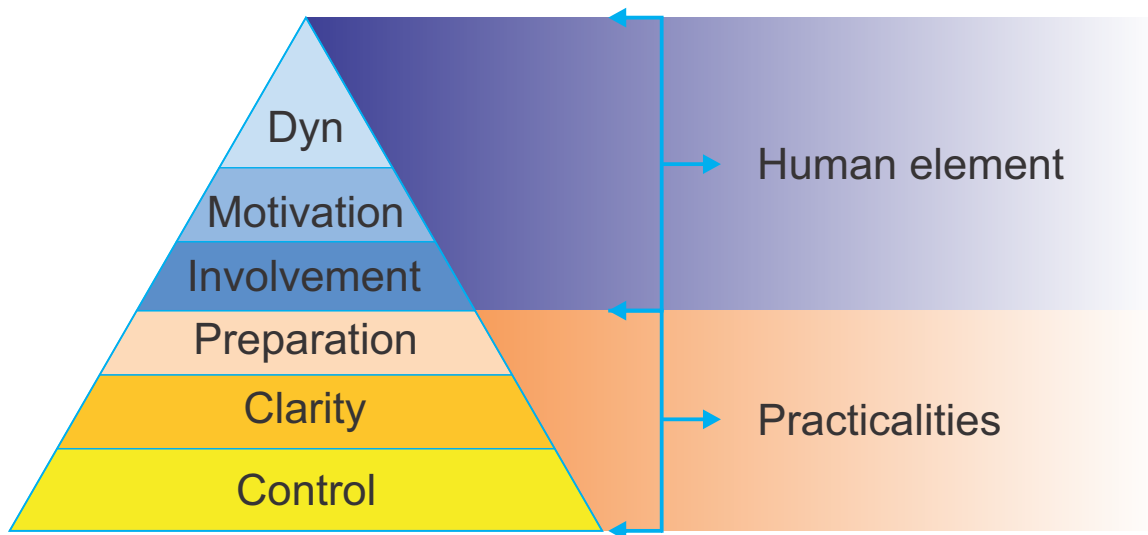 Dyn
Motivation
Involvement
Preparation
Clarity
Control
Human element
Practicalities